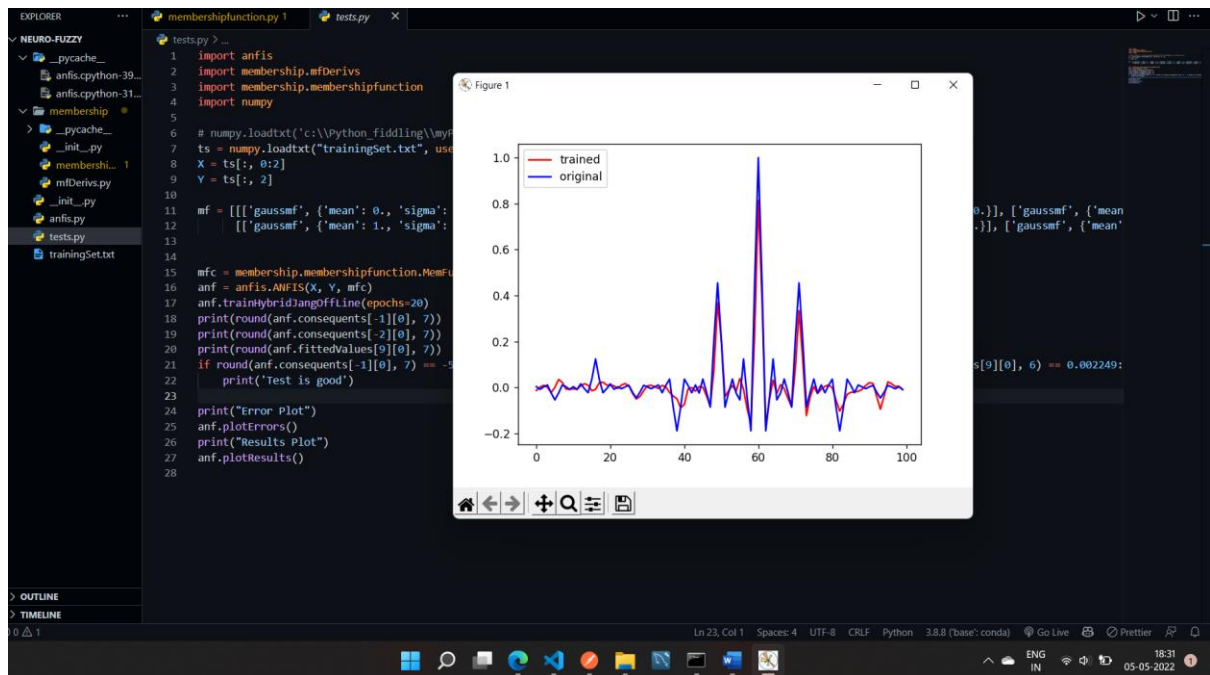 EXPLORER
NEURO-FUZZY
_pycache_
anfis.cpython-39...
anfis.cpython-31...
membership
_pycache_
_init_.py
membershi... 1
mfDerivs.py
_init_.py
anfis.py
tests.py
trainingSet.txt
OUTLINE
TIMELINE
membershipfunction.py 1
tests.py
tests.py > ...
1 import anfis
2 import membership.mfDerivs
3 import membership.membershipfunction
4 import numpy
5
6 # numpy.loadtxt('c:\\Python_fiddling\\myP
7 ts = numpy.loadtxt("trainingSet.txt", use
8 X = ts[:, 0:2]
9 Y = ts[:, 2]
10
11 mf = [[['gaussmf', {'mean': 0., 'sigma': 0.}], ['gaussmf', {'mean
12 [['gaussmf', {'mean': 1., 'sigma': .}], ['gaussmf', {'mean'
13
14
15 mfc = membership.membershipfunction.MemFu
16 anf = anfis.ANFIS(X, Y, mfc)
17 anf.trainHybridJangOffLine(epochs=20)
18 print(round(anf.consequents[-1][0], 7))
19 print(round(anf.consequents[-2][0], 7))
20 print(round(anf.fittedValues[9][0], 7))
21 if round(anf.consequents[-1][0], 7) == -5 s[9][0], 6) == 0.002249:
22 print('Test is good')
23
24 print("Error Plot")
25 anf.plotErrors()
26 print("Results Plot")
27 anf.plotResults()
28
Figure 1
trained
original
1.0
0.8
0.6
0.4
0.2
0.0
−0.2
0 20 40 60 80 100
0 1
Ln 23, Col 1 Spaces: 4 UTF-8 CRLF Python 3.8.8 ('base': conda) Go Live Prettier
ENG
IN
18:31
05-05-2022
1